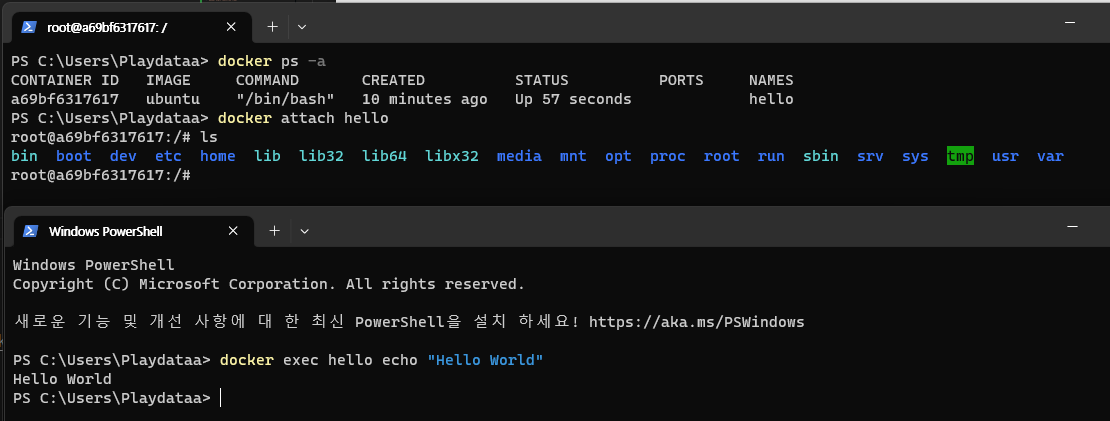 root@a69bf6317617: /
PS C:\Users\Playdataa> docker ps -a
CONTAINER ID   IMAGE     COMMAND       CREATED          STATUS          PORTS     NAMES
a69bf6317617   ubuntu    "/bin/bash"   10 minutes ago   Up 57 seconds             hello
PS C:\Users\Playdataa> docker attach hello
root@a69bf6317617:/# ls
bin  boot  dev  etc  home  lib  lib32  lib64  libx32  media  mnt  opt  proc  root  run  sbin  srv  sys  tmp  usr  var
root@a69bf6317617:/#
Windows PowerShell
Windows PowerShell
Copyright (C) Microsoft Corporation. All rights reserved.
새로운 기능 및 개선 사항에 대 한 최신 PowerShell을 설치 하세요! https://aka.ms/PSWindows
PS C:\Users\Playdataa> docker exec hello echo "Hello World"
Hello World
PS C:\Users\Playdataa>